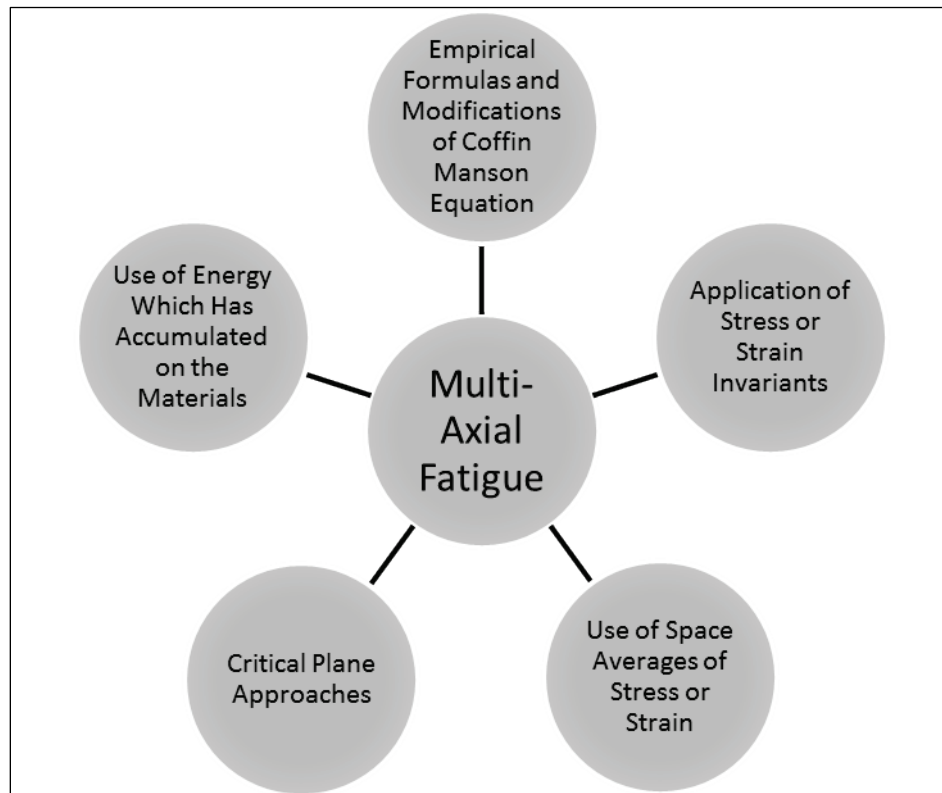 Empirical
Formulas and
Modifications
of Coffin
Manson
Equation
Use of Energy
Which Has
Accumulated
on the
Materials
Application of
Stress or
Strain
Invariants
Multi-
Axial
Fatigue
Critical Plane
Approaches
Use of Space
Averages of
Stress or
Strain